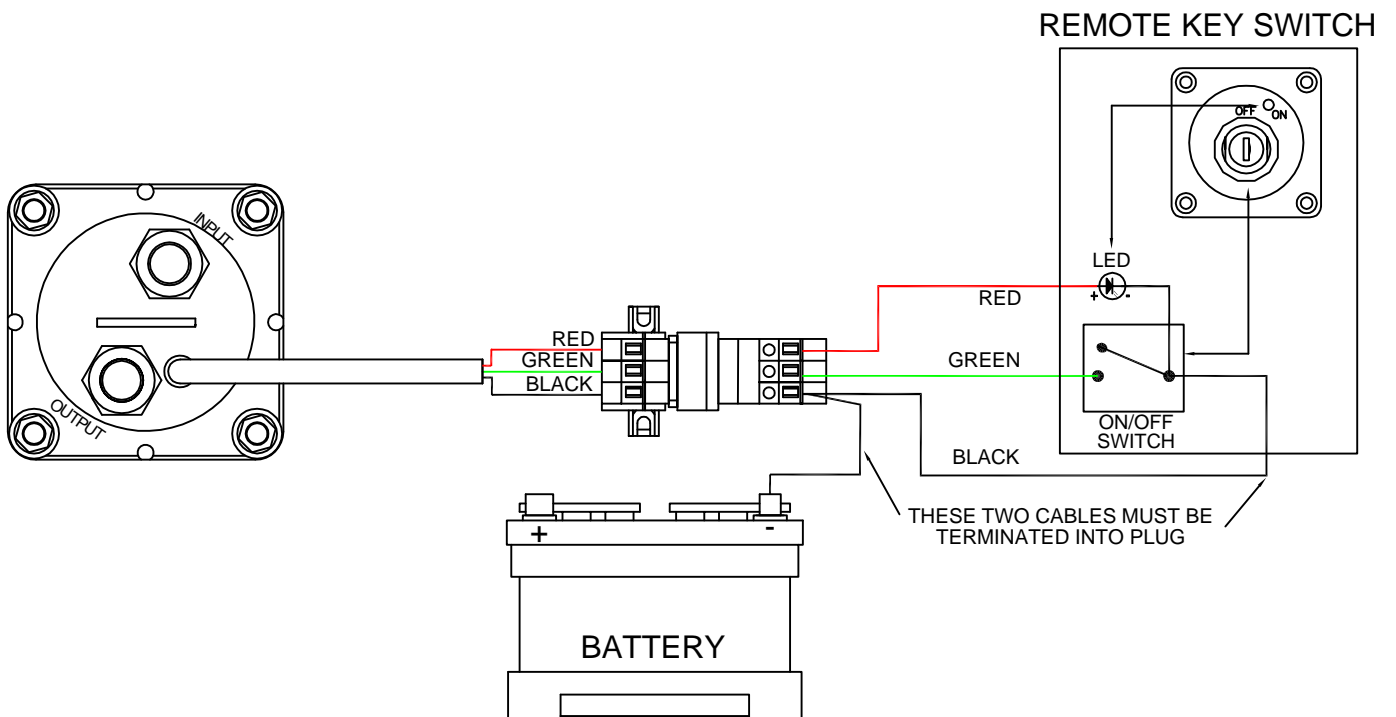 REMOTE KEY SWITCH
OFF
ON
INPUT
OUTPUT
LED
+ -
RED
RED
GREEN
GREEN
BLACK
ON/OFF
SWITCH
BLACK
THESE TWO CABLES MUST BE
TERMINATED INTO PLUG
+ -
BATTERY